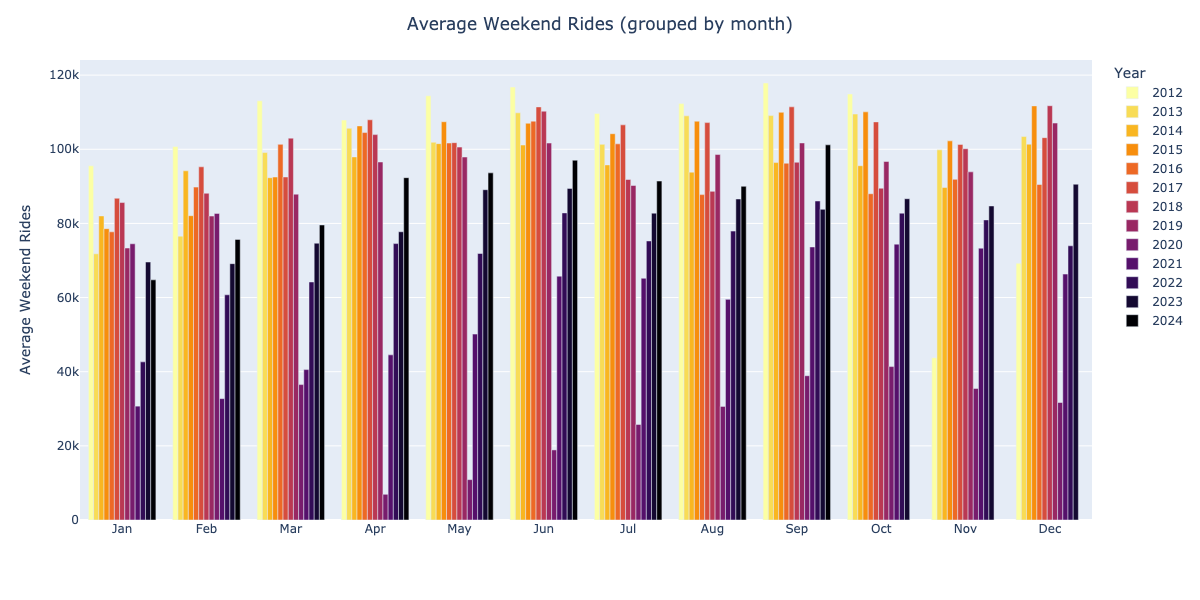 Average Weekend Rides (grouped by month)
Year
2012
2013
2014
2015
2016
2017
2018
2019
2020
2021
2022
2023
2024
Average Weekend Rides
120k
100k
80k
60k
40k
20k
0
Jan Feb Mar Apr May Jun Jul Aug Sep Oct Nov Dec